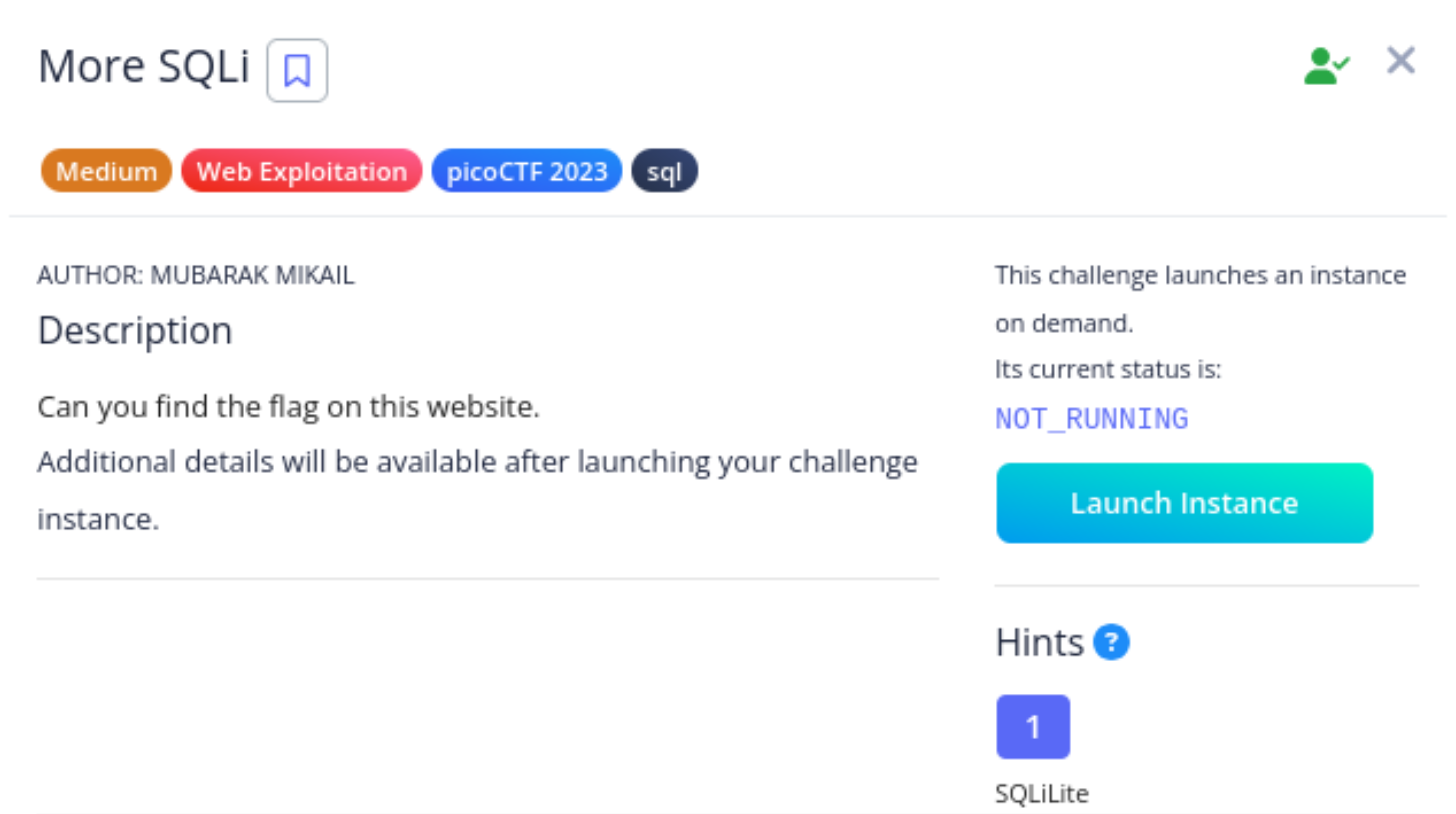 More SQLi
Medium Web Exploitation picoCTF 2023 sql
AUTHOR: MUBARAK MIKAIL
Description
Can you find the flag on this website.
Additional details will be available after launching your challenge
instance.
This challenge launches an instance
on demand.
Its current status is:
NOT_RUNNING
Launch Instance
Hints ?
1
SQLiLite